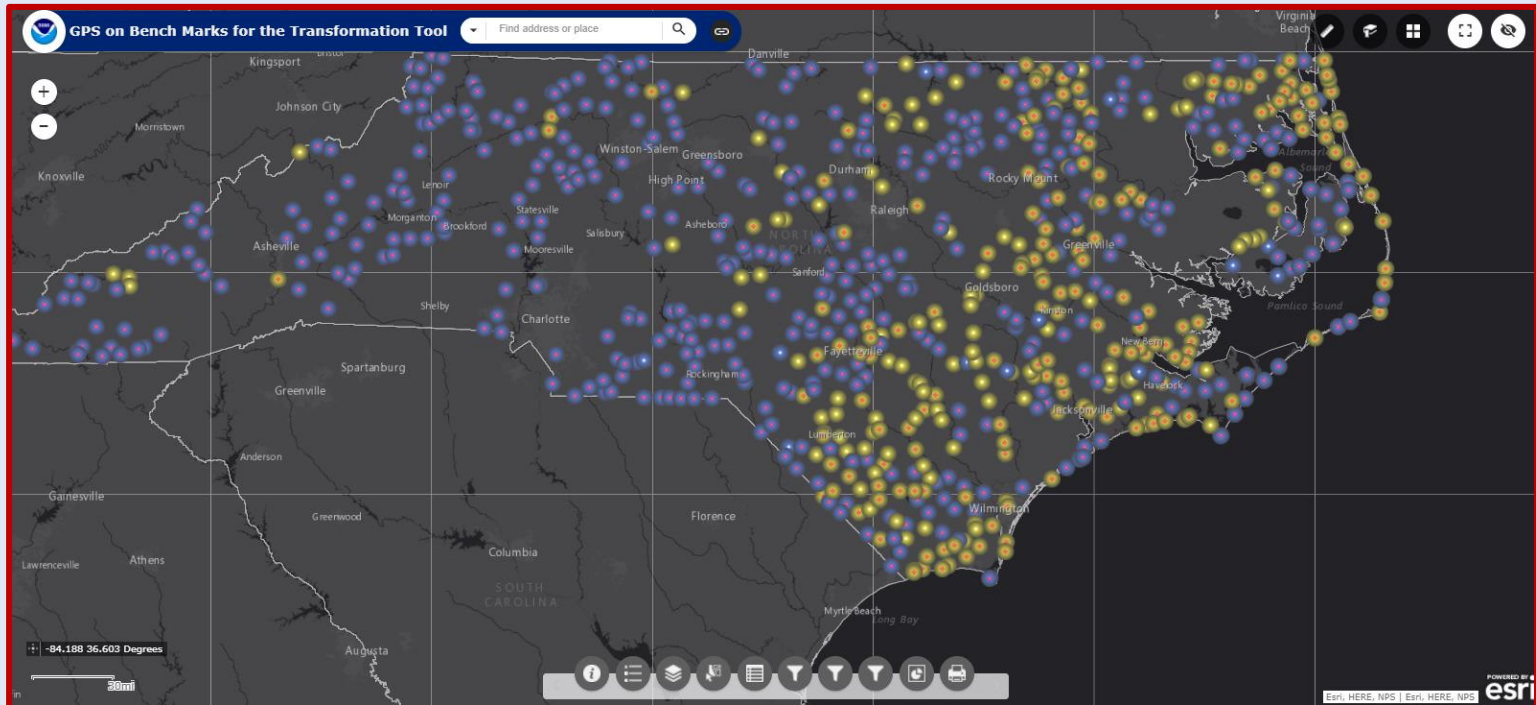 GPS on Bench Marks for the Transformation Tool
Find address or place
Virginia
Beach
Bristol
Danville
Kingsport
Johnson City
Morristown
Knoxville
Winston-Salem
Greensboro
High Point
Durham
Rocky Mount
Albemarle
Sound
Lenoir
Statesville
Raleigh
Morganton
Brookford
Salisbury
Asheboro
Asheville
Mooresville
NORTH
CAROLINA
Greenville
Sanford
Goldsboro
Shelby
Charlotte
Kinston
Pamlico Sound
New Bern
Fayetteville
Spartanburg
Rockingham
Havelock
Greenville
Jacksonville
Lumberton
Anderson
Gainesville
Greenwood
Florence
Wilmington
Columbia
Lawrenceville
Athens
SOUTH
CAROLINA
Myrtle Beach
Long Bay
-84.188 36.603 Degrees
Augusta
30mi
POWERED BY
esri
Esri, HERE, NPS | Esri, HERE, NPS